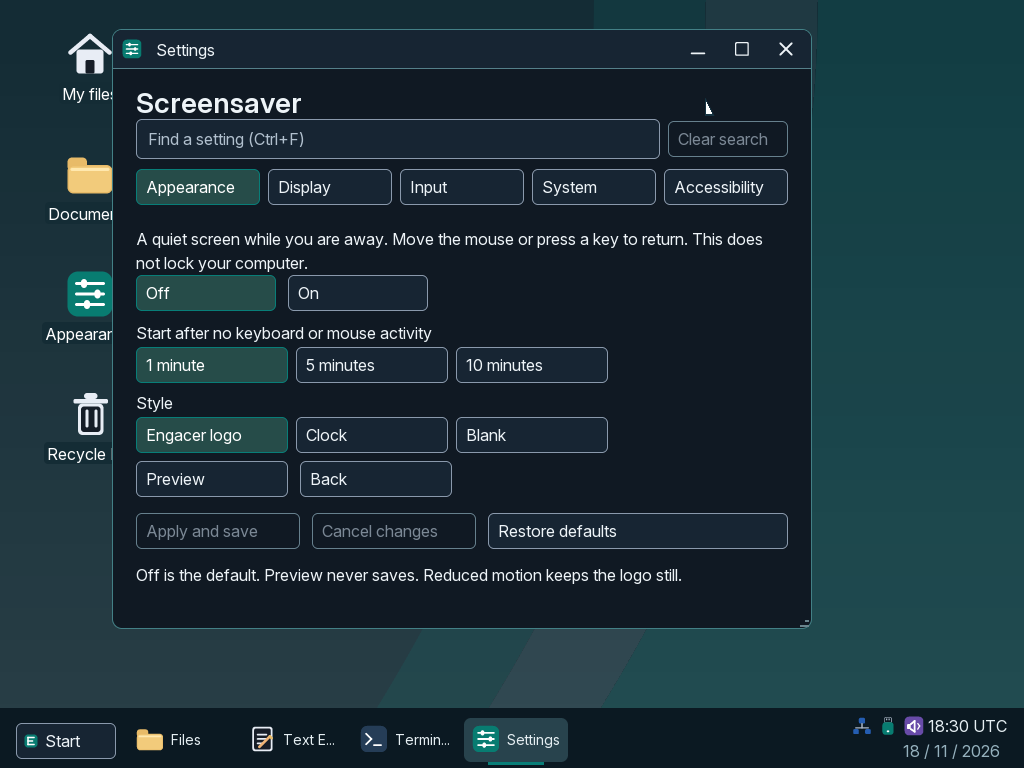 My files
Documen
Appearan
Recycle
Settings
Screensaver
Find a setting (Ctrl+F)
Clear search
Appearance
Display
Input
System
Accessibility
A quiet screen while you are away. Move the mouse or press a key to return. This does
not lock your computer.
Off
On
Start after no keyboard or mouse activity
1 minute
5 minutes
10 minutes
Style
Engacer logo
Clock
Blank
Preview
Back
Apply and save
Cancel changes
Restore defaults
Off is the default. Preview never saves. Reduced motion keeps the logo still.
E Start
Files
Text E...
Termin...
Settings
18:30 UTC
18 / 11 / 2026